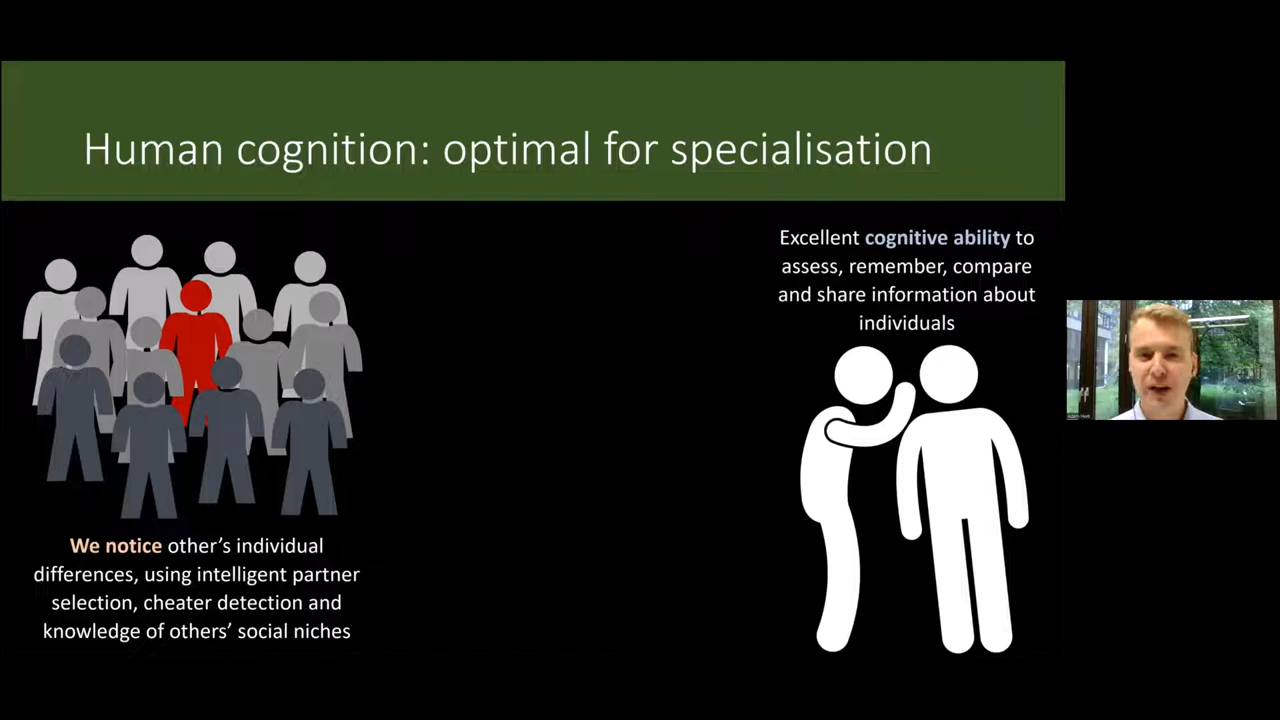 Human cognition: optimal for specialisation
Excellent cognitive ability to
assess, remember, compare
and share information about
individuals
We notice other's individual
differences, using intelligent partner
selection, cheater detection and
knowledge of others' social niches